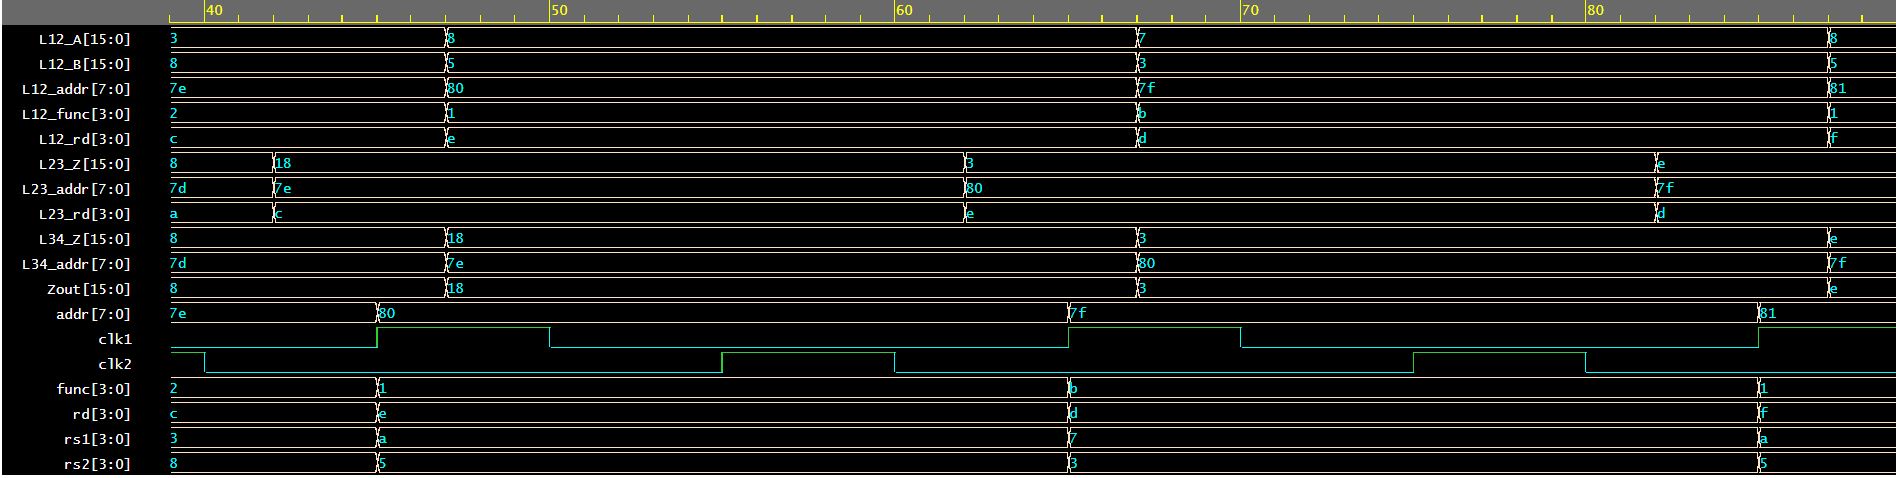 40 50 60 70 80
L12_A[15:0] 3 8 7 8
L12_B[15:0] 8 5 3 5
L12_addr[7:0] 7e 80 7f 81
L12_func[3:0] 2 1 b 1
L12_rd[3:0] c e d f
L23_Z[15:0] 8 18 3 e
L23_addr[7:0] 7d 7e 80 7f
L23_rd[3:0] a c e d
L34_Z[15:0] 8 18 3 e
L34_addr[7:0] 7d 7e 80 7f
Zout[15:0] 8 18 3 e
addr[7:0] 7e 80 7f 81
clk1
clk2
func[3:0] 2 1 b 1
rd[3:0] c e d f
rs1[3:0] 3 a 7 a
rs2[3:0] 8 5 3 5